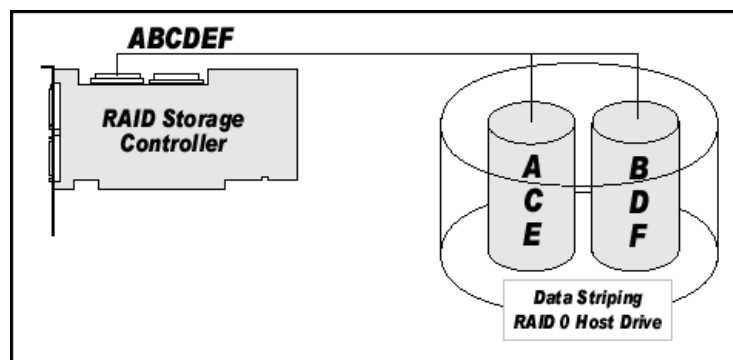 ABCDEF
RAID Storage
Controller
A
C
E
B
D
F
Data Striping
RAID 0 Host Drive